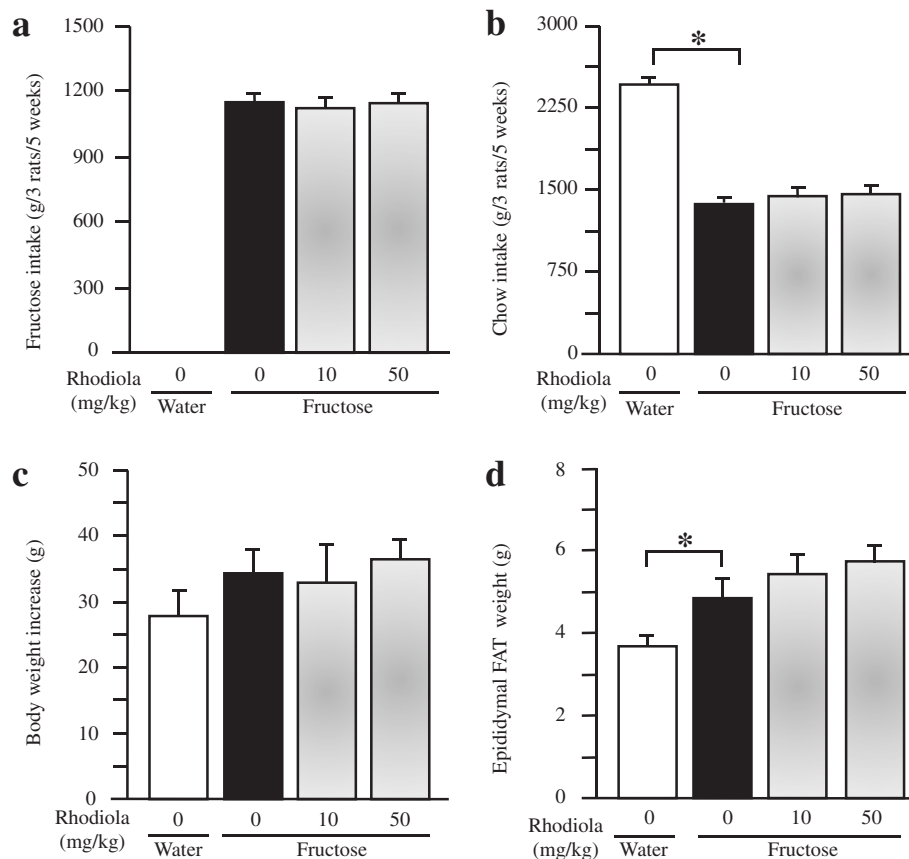 a
Fructose intake (g/3 rats/5 weeks)
1500
1200
900
600
300
0
Rhodiola
(mg/kg)
0 0 10 50
Water Fructose
b
Chow intake (g/3 rats/5 weeks)
3000
2250
1500
750
0
*
Rhodiola
(mg/kg)
0 0 10 50
Water Fructose
c
Body weight increase (g)
50
40
30
20
10
0
Rhodiola
(mg/kg)
0 0 10 50
Water Fructose
d
Epididymal FAT weight (g)
8
6
4
2
0
*
Rhodiola
(mg/kg)
0 0 10 50
Water Fructose